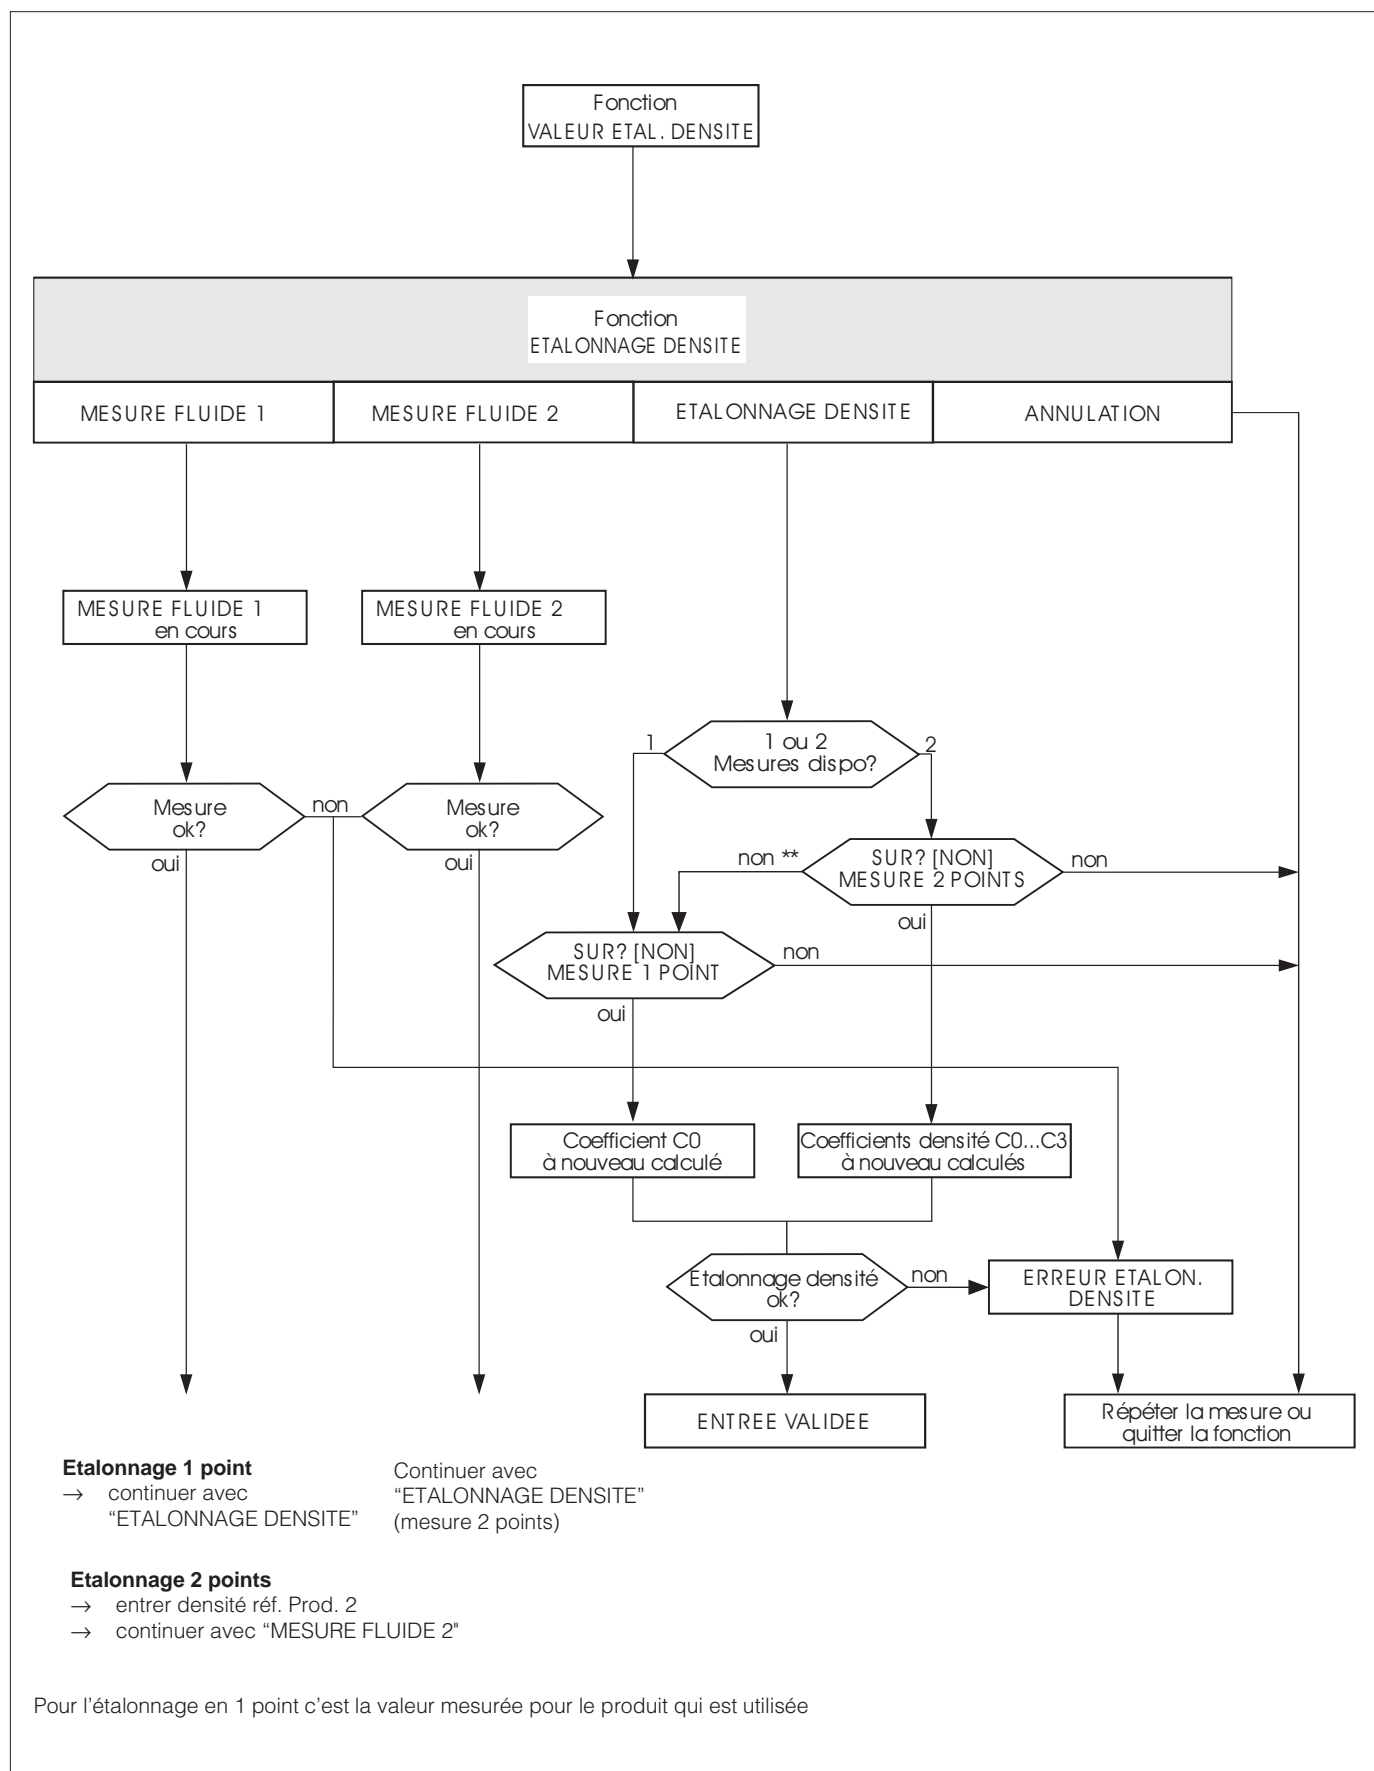 Fonction
VALEUR ETAL. DENSITE
Fonction
ETALONNAGE DENSITE
MESURE FLUIDE 1
MESURE FLUIDE 2
ETALONNAGE DENSITE
ANNULATION
MESURE FLUIDE 1
en cours
MESURE FLUIDE 2
en cours
1
1 ou 2
Mesures dispo?
2
Mesure
ok?
non
Mesure
ok?
oui
oui
non **
SUR? [NON]
MESURE 2 POINTS
non
oui
SUR? [NON]
MESURE 1 POINT
non
oui
Coefficient C0
à nouveau calculé
Coefficients densité C0...C3
à nouveau calculés
Etalonnage densité
ok?
non
ERREUR ETALON.
DENSITE
oui
ENTREE VALIDEE
Répéter la mesure ou
quitter la fonction
Etalonnage 1 point
→ continuer avec
“ETALONNAGE DENSITE”
Continuer avec
“ETALONNAGE DENSITE”
(mesure 2 points)
Etalonnage 2 points
→ entrer densité réf. Prod. 2
→ continuer avec “MESURE FLUIDE 2"
Pour l'étalonnage en 1 point c’est la valeur mesurée pour le produit qui est utilisée